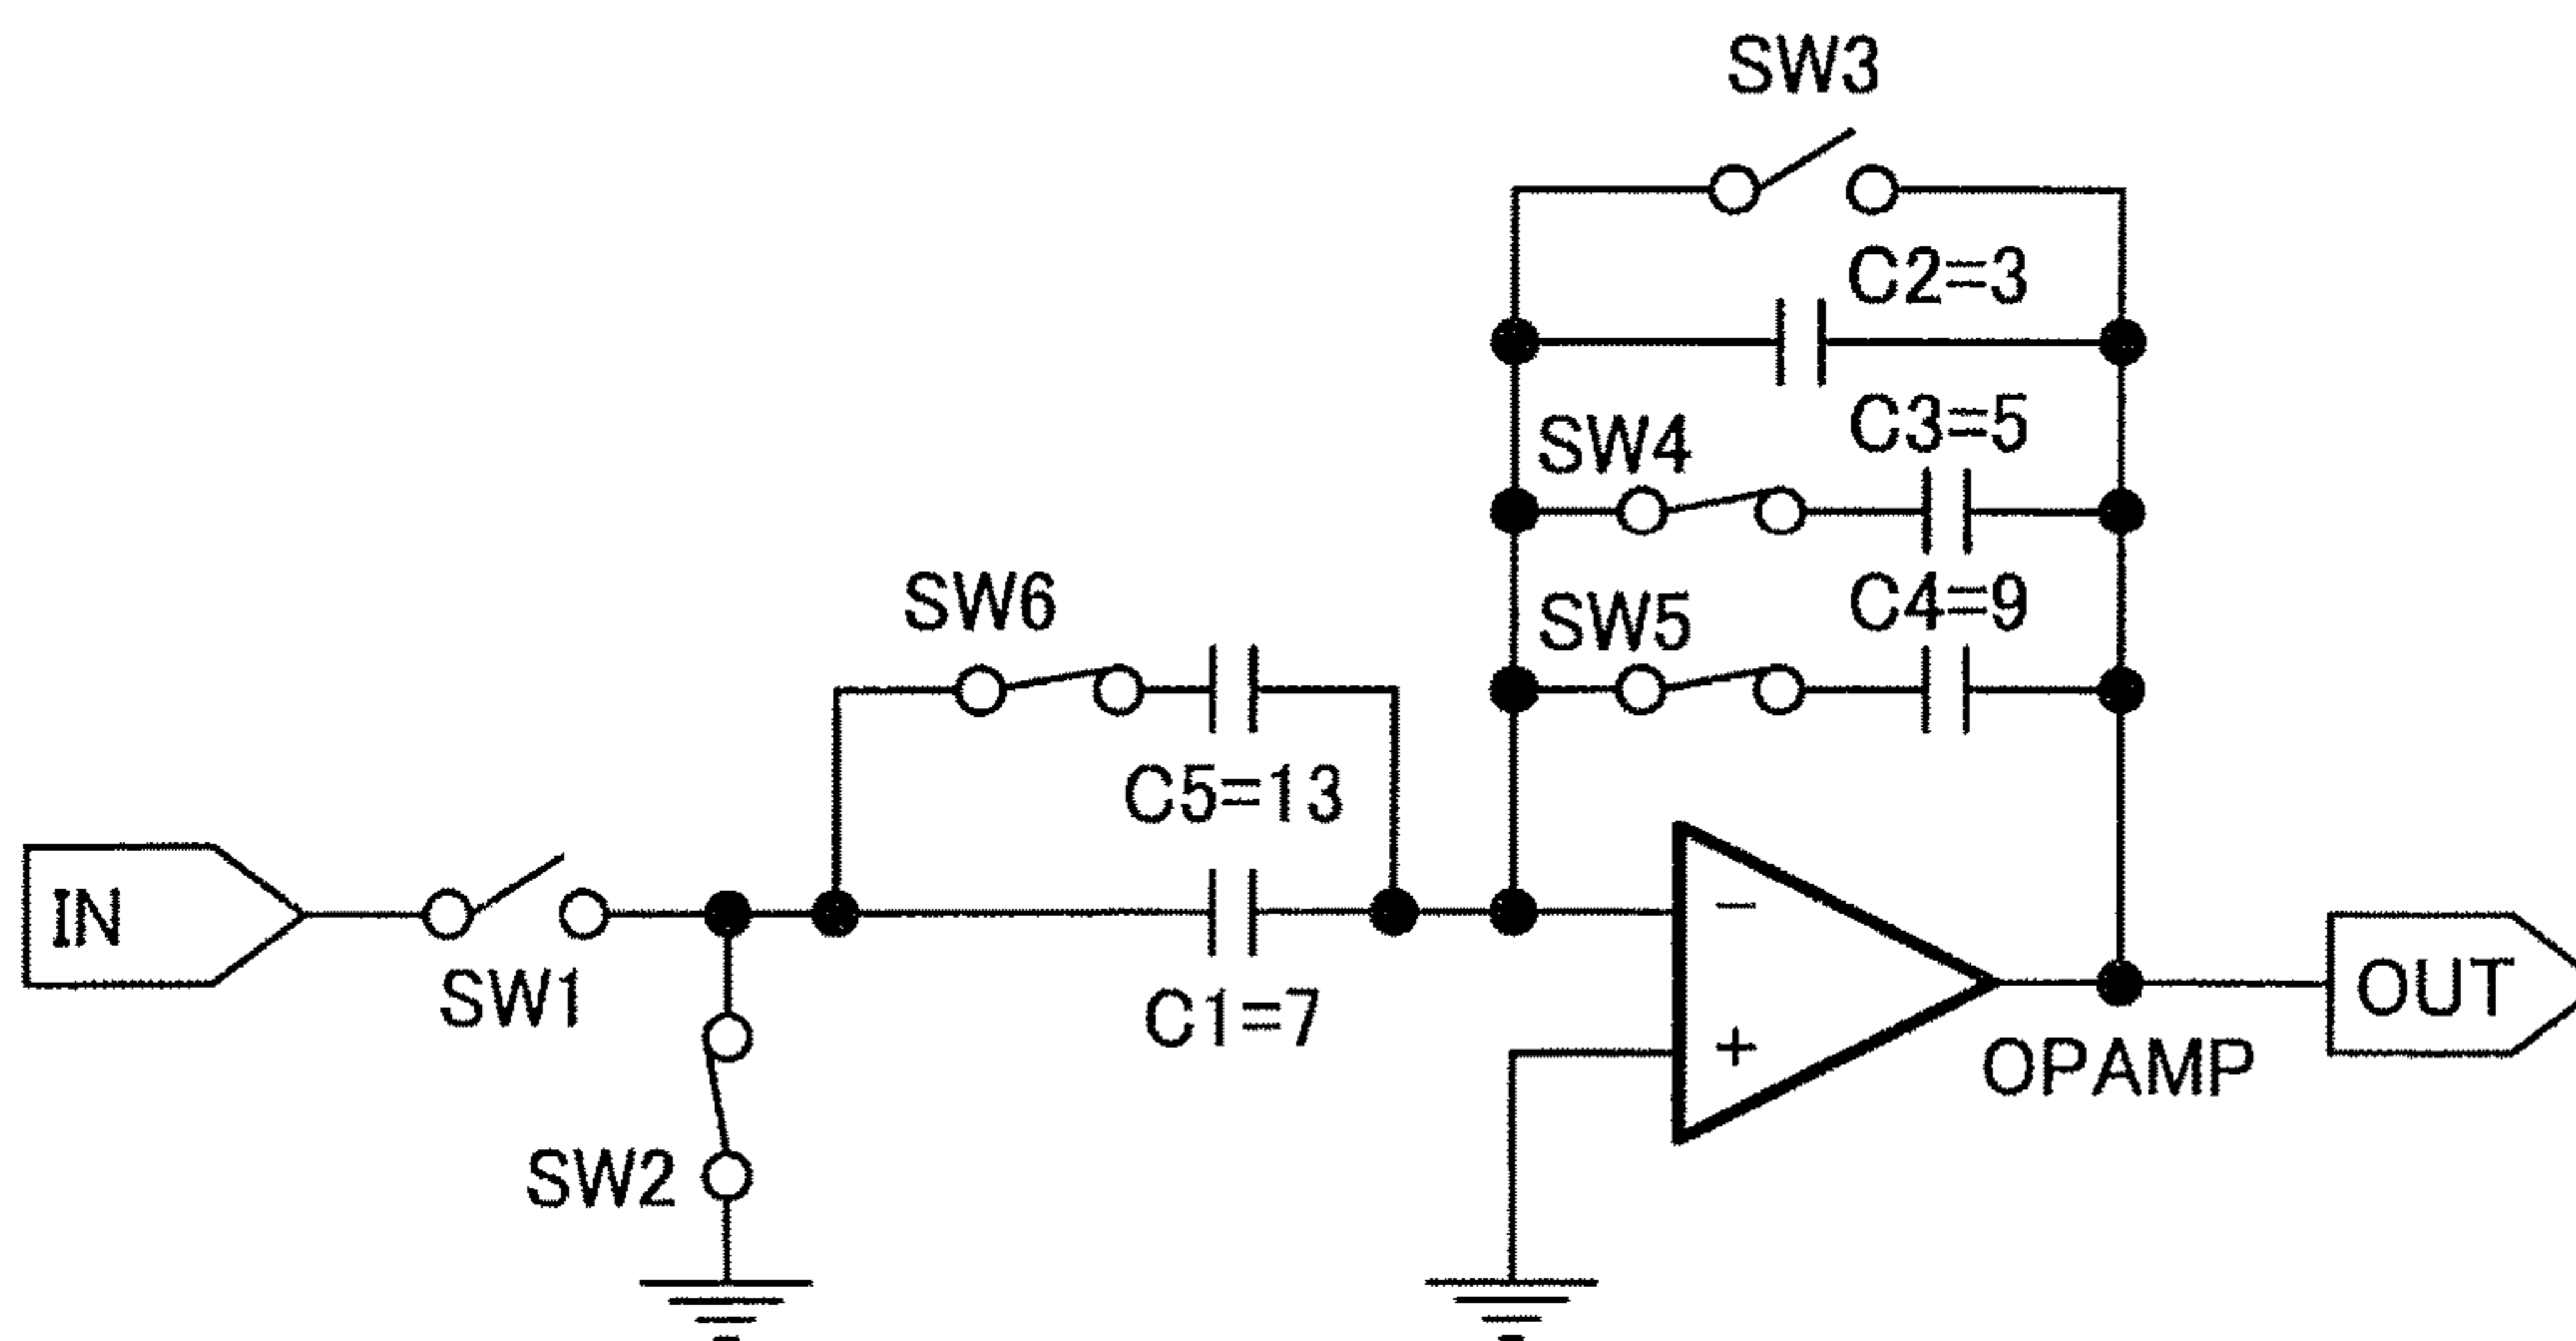 SW3
C2=3
C3=5
SW4
C4=9
SW5
SW6
C5=13
IN
SW1
C1=7
−
+
OPAMP
OUT
SW2